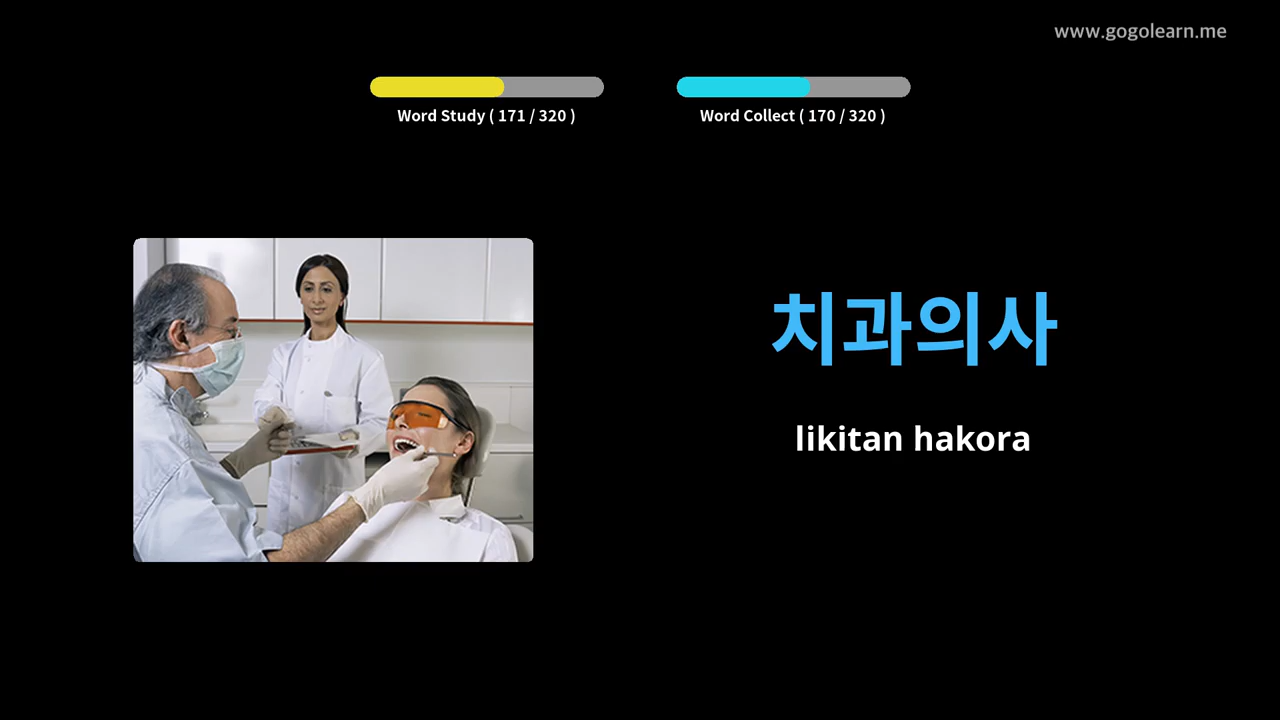 www.gogolearn.me
Word Study ( 171 / 320 )
Word Collect ( 170 / 320 )
치과의사
likitan hakora